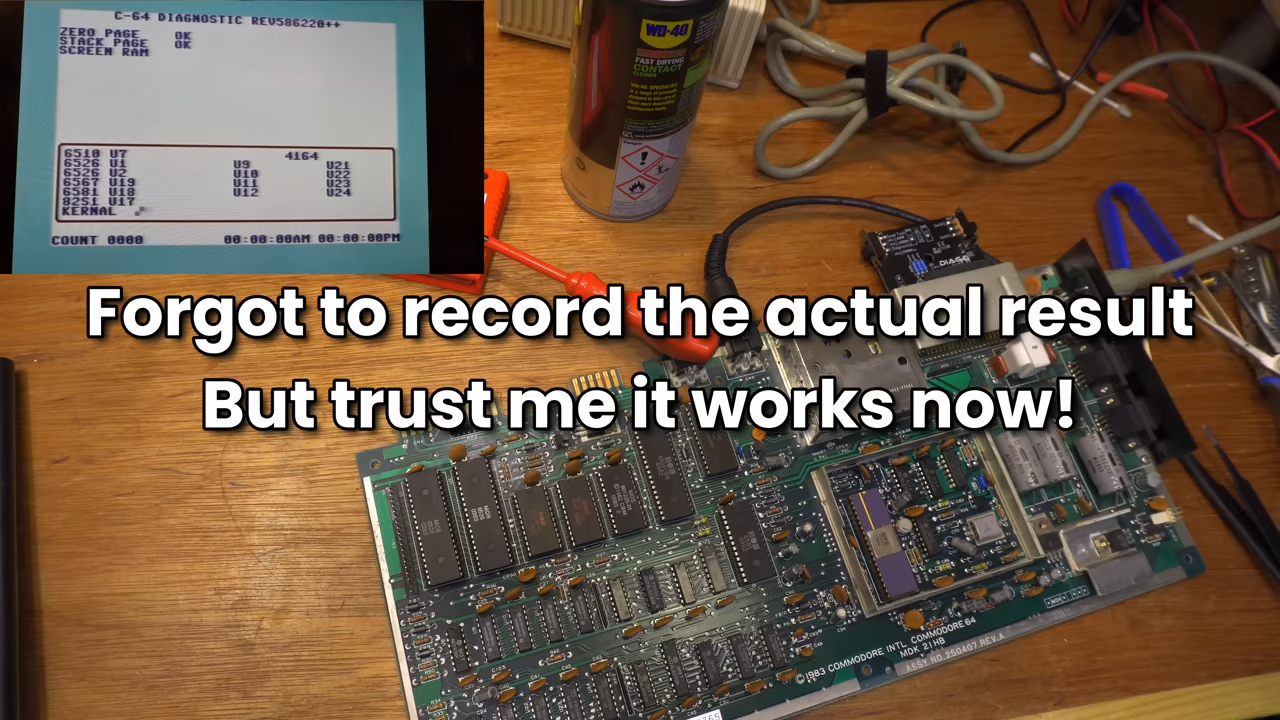 C-64 DIAGNOSTIC REV586220++
ZERO PAGE OK
STACK PAGE OK
SCREEN RAM
6510 U7 4164
6526 U1 U9 U21
6526 U2 U10 U22
6567 U19 U11 U23
6581 U18 U12 U24
82S1 U17
KERNAL
COUNT 0000 00:00:00AM 00:00:00PM
WD-40
FAST DRYING
CONTACT
CLEANER
Forgot to record the actual result
But trust me it works now!
©1983 COMMODORE INTL COMMODORE 64
MDK 21HB
ASSY NO.250407.REV.A